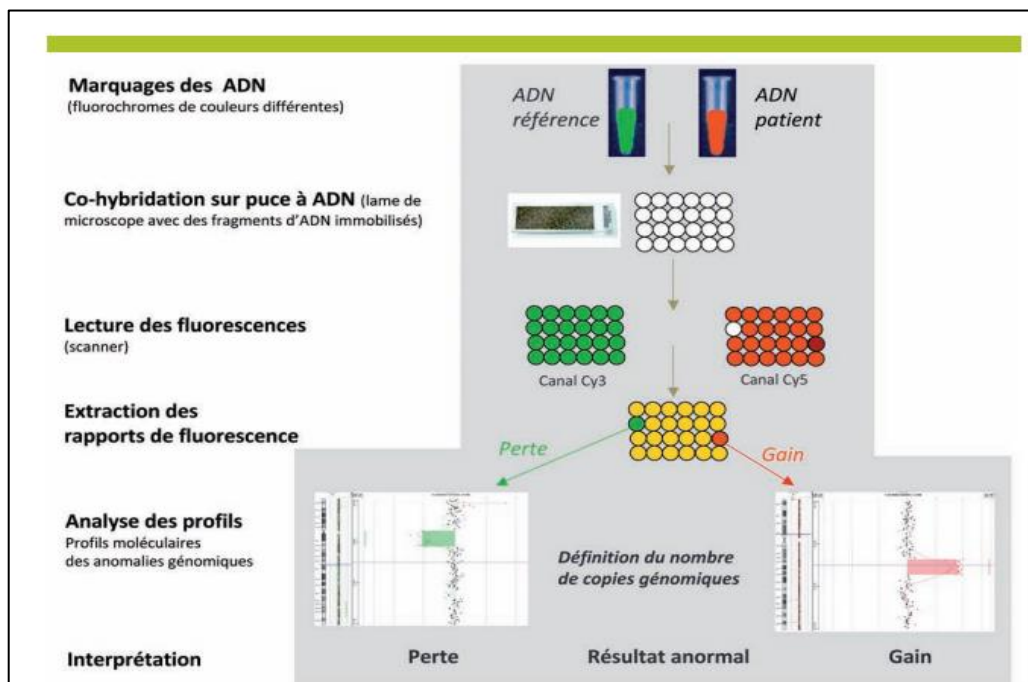 Marquages des ADN
(fluorochromes de couleurs différentes)
ADN
référence
ADN
patient
Co-hybridation sur puce à ADN (lame de
microscope avec des fragments d'ADN immobilisés)
Lecture des fluorescences
(scanner)
Canal Cy3
Canal Cy5
Extraction des
rapports de fluorescence
Perte
Gain
Analyse des profils
Profils moléculaires
des anomalies génomiques
Définition du nombre
de copies génomiques
Interprétation
Perte
Résultat anormal
Gain